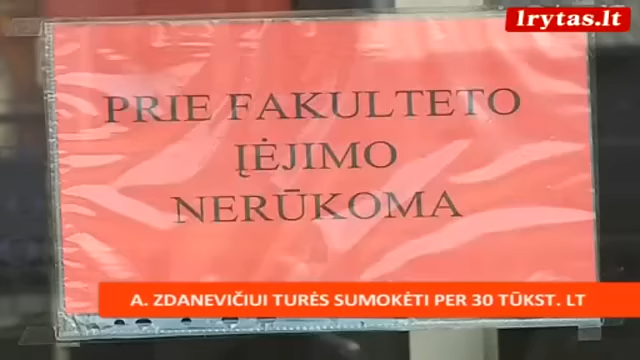 lrytas.lt
PRIE FAKULTETO
ĮĖJIMO
NERŪKOMA
A. ZDANEVIČIUI TURĖS SUMOKĖTI PER 30 TŪKST. LT